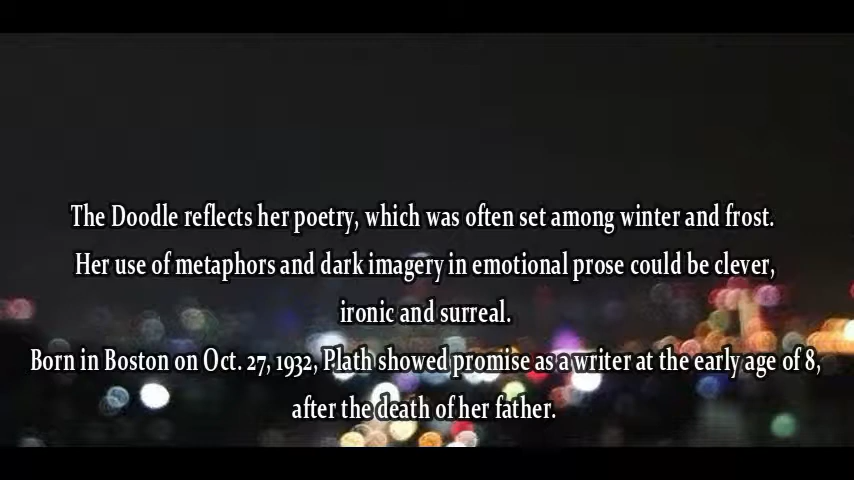 The Doodle reflects her poetry, which was often set among winter and frost.
Her use of metaphors and dark imagery in emotional prose could be clever,
ironic and surreal.
Born in Boston on Oct. 27, 1932, Plath showed promise as a writer at the early age of 8,
after the death of her father.